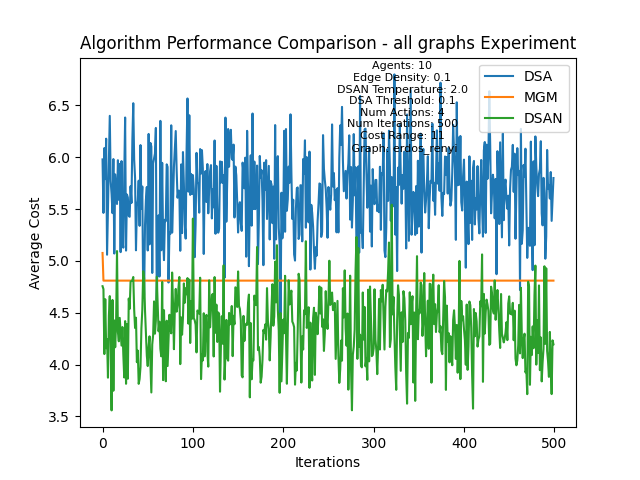 Algorithm Performance Comparison - all graphs Experiment
Agents: 10
Edge Density: 0.1
DSAN Temperature: 2.0
DSA Threshold: 0.1
Num Actions: 4
Num Iterations: 500
Cost Range: 11
Graph: erdos_renyi
DSA
MGM
DSAN
Average Cost
6.5
6.0
5.5
5.0
4.5
4.0
3.5
0 100 200 300 400 500
Iterations